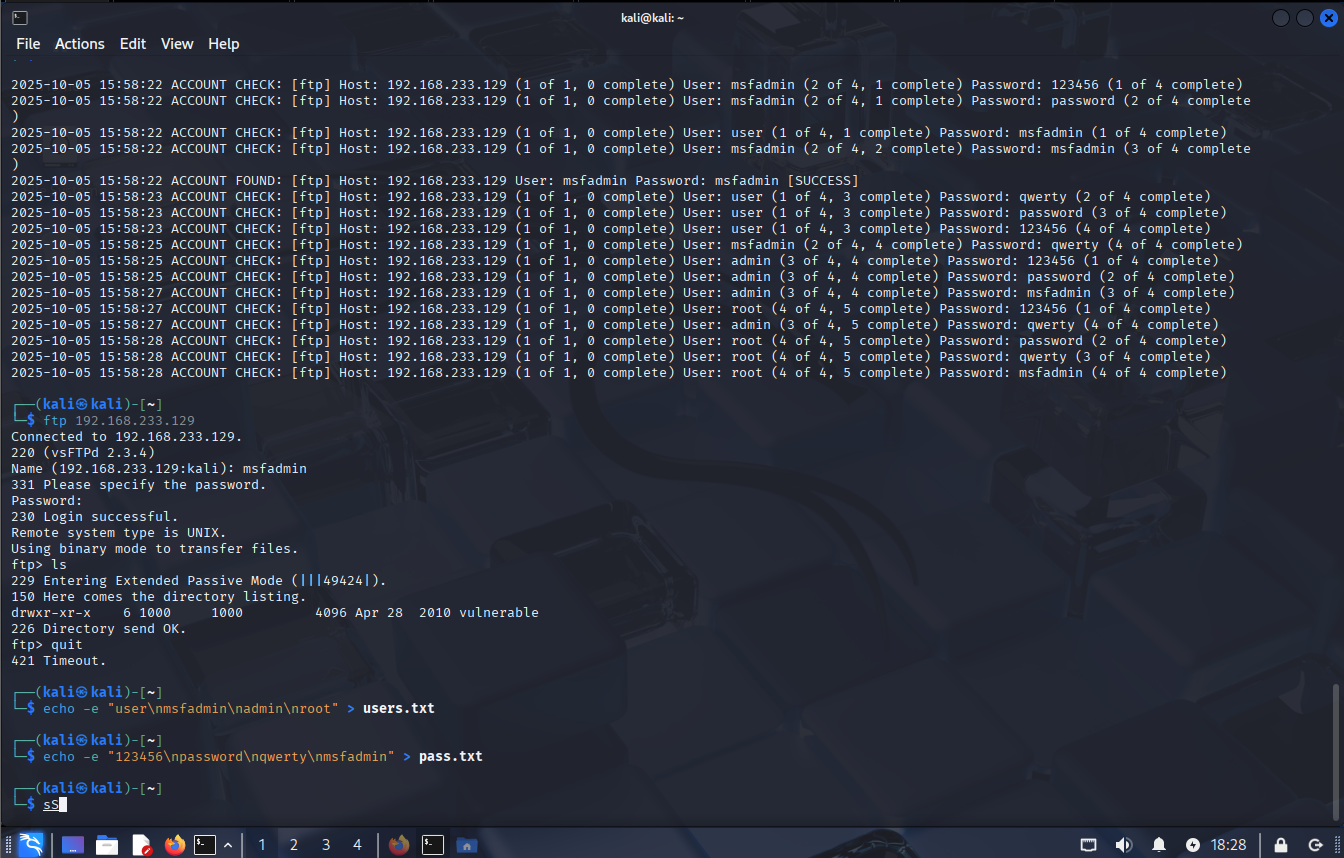 kali@kali: ~
File Actions Edit View Help
2025-10-05 15:58:22 ACCOUNT CHECK: [ftp] Host: 192.168.233.129 (1 of 1, 0 complete) User: msfadmin (2 of 4, 1 complete) Password: 123456 (1 of 4 complete)
2025-10-05 15:58:22 ACCOUNT CHECK: [ftp] Host: 192.168.233.129 (1 of 1, 0 complete) User: msfadmin (2 of 4, 1 complete) Password: password (2 of 4 complete
)
2025-10-05 15:58:22 ACCOUNT CHECK: [ftp] Host: 192.168.233.129 (1 of 1, 0 complete) User: user (1 of 4, 1 complete) Password: msfadmin (1 of 4 complete)
2025-10-05 15:58:22 ACCOUNT CHECK: [ftp] Host: 192.168.233.129 (1 of 1, 0 complete) User: msfadmin (2 of 4, 2 complete) Password: msfadmin (3 of 4 complete
)
2025-10-05 15:58:22 ACCOUNT FOUND: [ftp] Host: 192.168.233.129 User: msfadmin Password: msfadmin [SUCCESS]
2025-10-05 15:58:23 ACCOUNT CHECK: [ftp] Host: 192.168.233.129 (1 of 1, 0 complete) User: user (1 of 4, 3 complete) Password: qwerty (2 of 4 complete)
2025-10-05 15:58:23 ACCOUNT CHECK: [ftp] Host: 192.168.233.129 (1 of 1, 0 complete) User: user (1 of 4, 3 complete) Password: password (3 of 4 complete)
2025-10-05 15:58:23 ACCOUNT CHECK: [ftp] Host: 192.168.233.129 (1 of 1, 0 complete) User: user (1 of 4, 3 complete) Password: 123456 (4 of 4 complete)
2025-10-05 15:58:25 ACCOUNT CHECK: [ftp] Host: 192.168.233.129 (1 of 1, 0 complete) User: msfadmin (2 of 4, 4 complete) Password: qwerty (4 of 4 complete)
2025-10-05 15:58:25 ACCOUNT CHECK: [ftp] Host: 192.168.233.129 (1 of 1, 0 complete) User: admin (3 of 4, 4 complete) Password: 123456 (1 of 4 complete)
2025-10-05 15:58:25 ACCOUNT CHECK: [ftp] Host: 192.168.233.129 (1 of 1, 0 complete) User: admin (3 of 4, 4 complete) Password: password (2 of 4 complete)
2025-10-05 15:58:27 ACCOUNT CHECK: [ftp] Host: 192.168.233.129 (1 of 1, 0 complete) User: admin (3 of 4, 4 complete) Password: msfadmin (3 of 4 complete)
2025-10-05 15:58:27 ACCOUNT CHECK: [ftp] Host: 192.168.233.129 (1 of 1, 0 complete) User: root (4 of 4, 5 complete) Password: 123456 (1 of 4 complete)
2025-10-05 15:58:27 ACCOUNT CHECK: [ftp] Host: 192.168.233.129 (1 of 1, 0 complete) User: admin (3 of 4, 5 complete) Password: qwerty (4 of 4 complete)
2025-10-05 15:58:28 ACCOUNT CHECK: [ftp] Host: 192.168.233.129 (1 of 1, 0 complete) User: root (4 of 4, 5 complete) Password: password (2 of 4 complete)
2025-10-05 15:58:28 ACCOUNT CHECK: [ftp] Host: 192.168.233.129 (1 of 1, 0 complete) User: root (4 of 4, 5 complete) Password: qwerty (3 of 4 complete)
2025-10-05 15:58:28 ACCOUNT CHECK: [ftp] Host: 192.168.233.129 (1 of 1, 0 complete) User: root (4 of 4, 5 complete) Password: msfadmin (4 of 4 complete)
┌──(kali㉿kali)-[~]
└─$ ftp 192.168.233.129
Connected to 192.168.233.129.
220 (vsFTPd 2.3.4)
Name (192.168.233.129:kali): msfadmin
331 Please specify the password.
Password:
230 Login successful.
Remote system type is UNIX.
Using binary mode to transfer files.
ftp> ls
229 Entering Extended Passive Mode (|||49424|).
150 Here comes the directory listing.
drwxr-xr-x    6 1000     1000         4096 Apr 28  2010 vulnerable
226 Directory send OK.
ftp> quit
421 Timeout.
┌──(kali㉿kali)-[~]
└─$ echo -e "user\nmsfadmin\nadmin\nroot" > users.txt
┌──(kali㉿kali)-[~]
└─$ echo -e "123456\npassword\nqwerty\nmsfadmin" > pass.txt
┌──(kali㉿kali)-[~]
└─$ sS
1 2 3 4 18:28